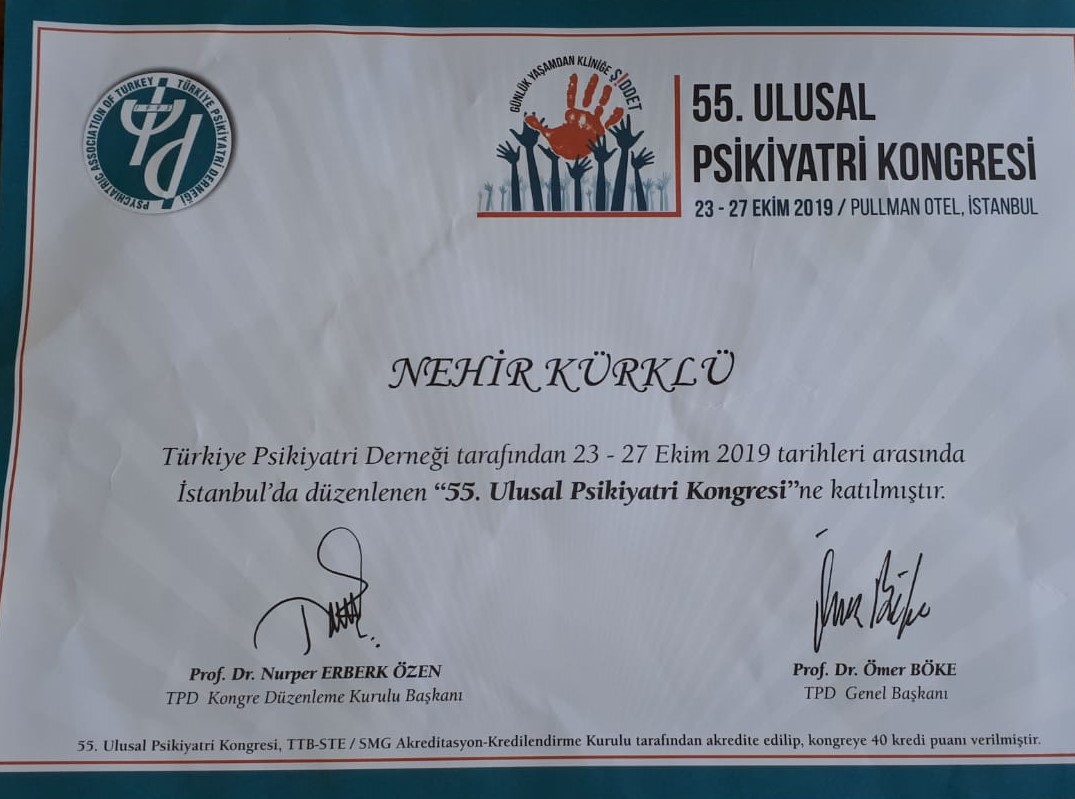 PSYCHIATRIC ASSOCIATION OF TURKEY
TÜRKİYE PSİKİYATRİ DERNEĞİ
GÜNLÜK YAŞAMDAN KLİNİĞE ŞİDDET
55. ULUSAL
PSİKİYATRİ KONGRESİ
23 - 27 EKİM 2019 / PULLMAN OTEL, İSTANBUL
NEHİR KÜRKLÜ
Türkiye Psikiyatri Derneği tarafından 23 - 27 Ekim 2019 tarihleri arasında
İstanbul’da düzenlenen “55. Ulusal Psikiyatri Kongresi”ne katılmıştır.
Prof. Dr. Nurper ERBERK ÖZEN
TPD Kongre Düzenleme Kurulu Başkanı
Prof. Dr. Ömer BÖKE
TPD Genel Başkanı
55. Ulusal Psikiyatri Kongresi, TTB-STE / SMG Akreditasyon-Kredilendirme Kurulu tarafından akredite edilip, kongreye 40 kredi puanı verilmiştir.